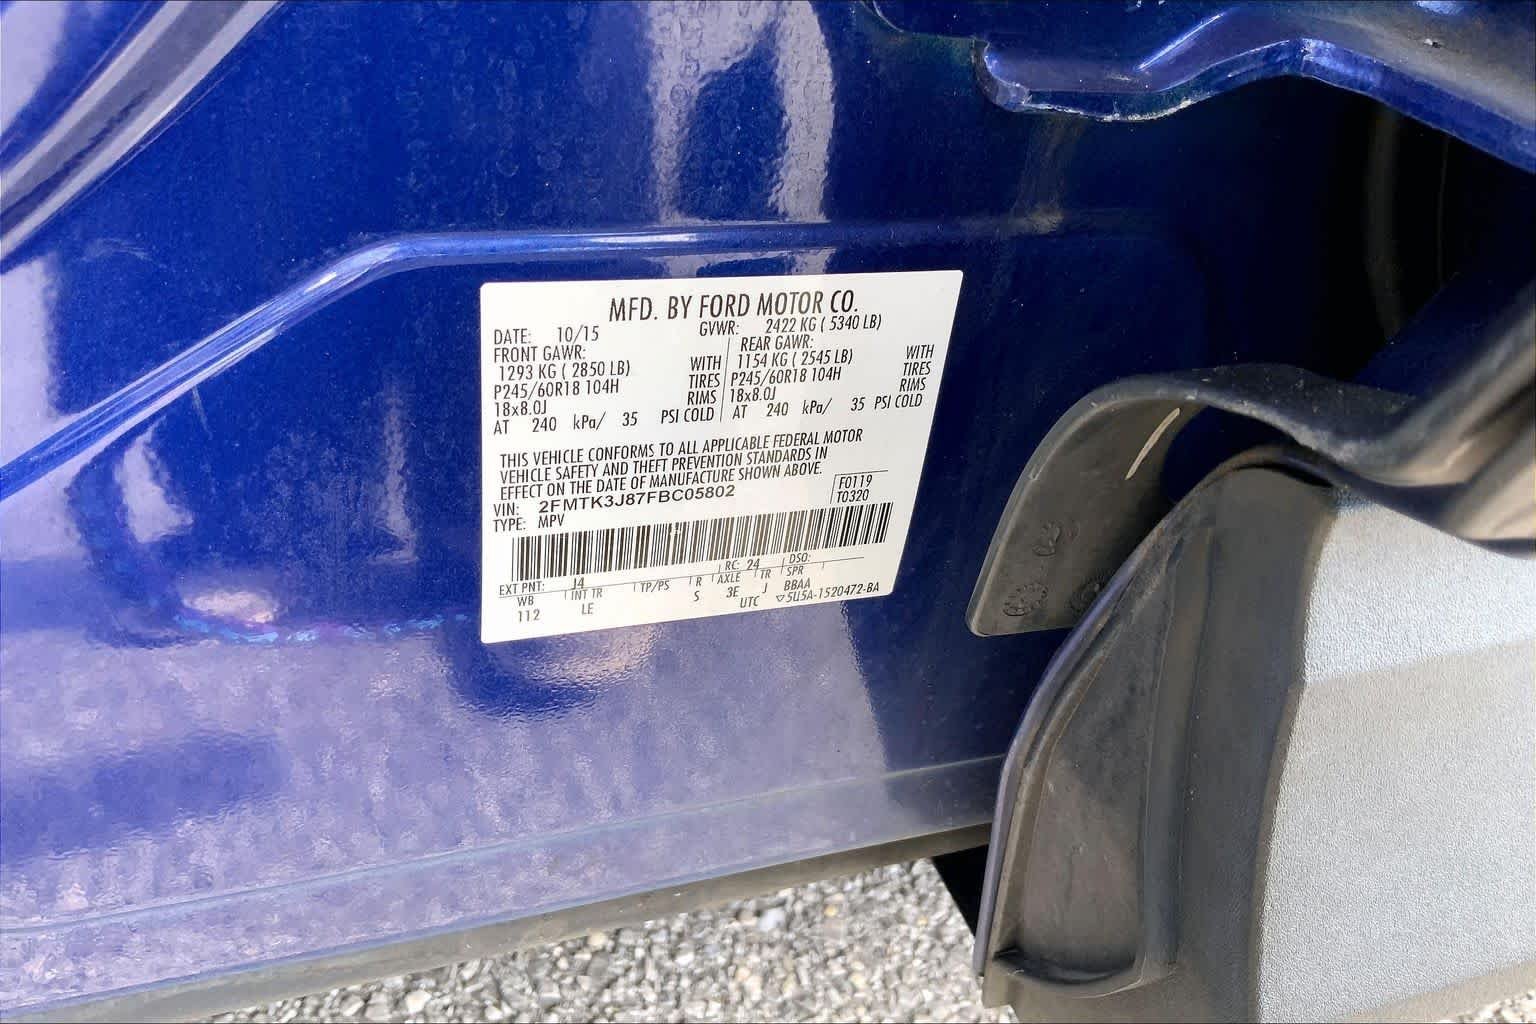 MFD. BY FORD MOTOR CO.
DATE: 10/15 GVWR: 2422 KG ( 5340 LB)
FRONT GAWR: REAR GAWR:
1293 KG ( 2850 LB) WITH 1154 KG ( 2545 LB) WITH
P245/60R18 104H TIRES P245/60R18 104H TIRES
18x8.0J RIMS 18x8.0J RIMS
AT 240 kPa/ 35 PSI COLD AT 240 kPa/ 35 PSI COLD
THIS VEHICLE CONFORMS TO ALL APPLICABLE FEDERAL MOTOR
VEHICLE SAFETY AND THEFT PREVENTION STANDARDS IN
EFFECT ON THE DATE OF MANUFACTURE SHOWN ABOVE.
VIN: 2FMTK3J87FBC05802 F0119
TYPE: MPV T0320
EXT PNT: J4 RC: 24 DSO:
WB INT TR TP/PS R AXLE TR SPR
112 LE S 3E J BBAA
UTC ▽5U5A-1520472-BA